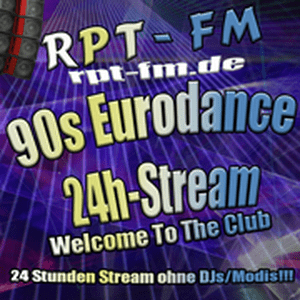 RPT-FM
rpt-fm.de
90s Eurodance
24h-Stream
Welcome To The Club
24 Stunden Stream ohne DJs/Modis!!!